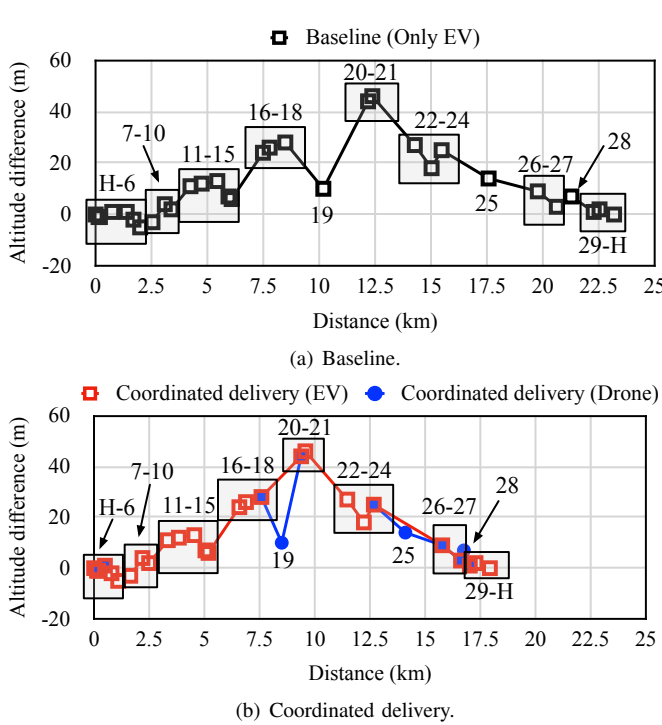 Baseline (Only EV)
Altitude difference (m)
60
40
20
0
-20
H-6
7-10
11-15
16-18
19
20-21
22-24
25
26-27
28
29-H
0 2.5 5 7.5 10 12.5 15 17.5 20 22.5 25
Distance (km)
(a) Baseline.
Coordinated delivery (EV) Coordinated delivery (Drone)
Altitude difference (m)
60
40
20
0
-20
H-6
7-10
11-15
16-18
19
20-21
22-24
25
26-27
28
29-H
0 2.5 5 7.5 10 12.5 15 17.5 20 22.5 25
Distance (km)
(b) Coordinated delivery.